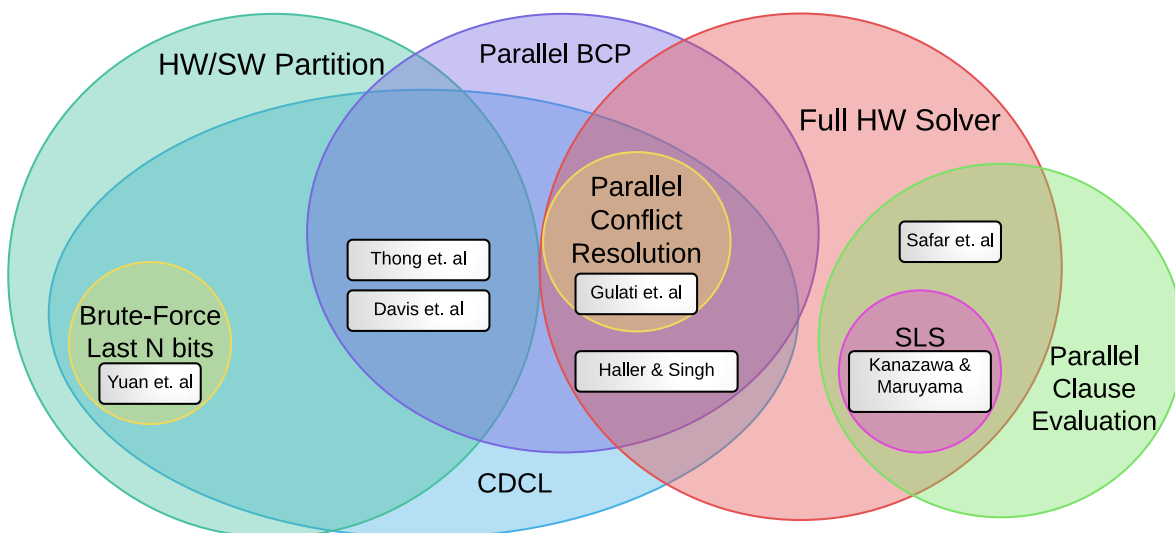 HW/SW Partition
Parallel BCP
Full HW Solver
Parallel
Conflict
Resolution
Gulati et. al
Thong et. al
Davis et. al
Haller & Singh
Brute-Force
Last N bits
Yuan et. al
CDCL
Safar et. al
SLS
Kanazawa &
Maruyama
Parallel
Clause
Evaluation